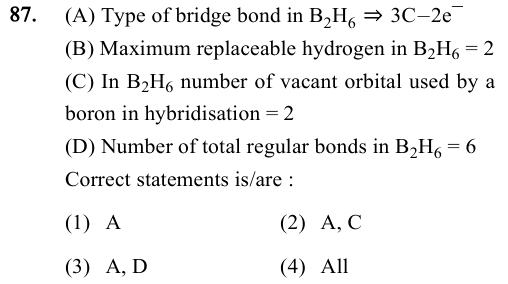 87. (A) Type of bridge bond in B₂H₆ ⇒ 3C−2e⁻
(B) Maximum replaceable hydrogen in B₂H₆ = 2
(C) In B₂H₆ number of vacant orbital used by a
boron in hybridisation = 2
(D) Number of total regular bonds in B₂H₆ = 6
Correct statements is/are :
(1) A (2) A, C
(3) A, D (4) All